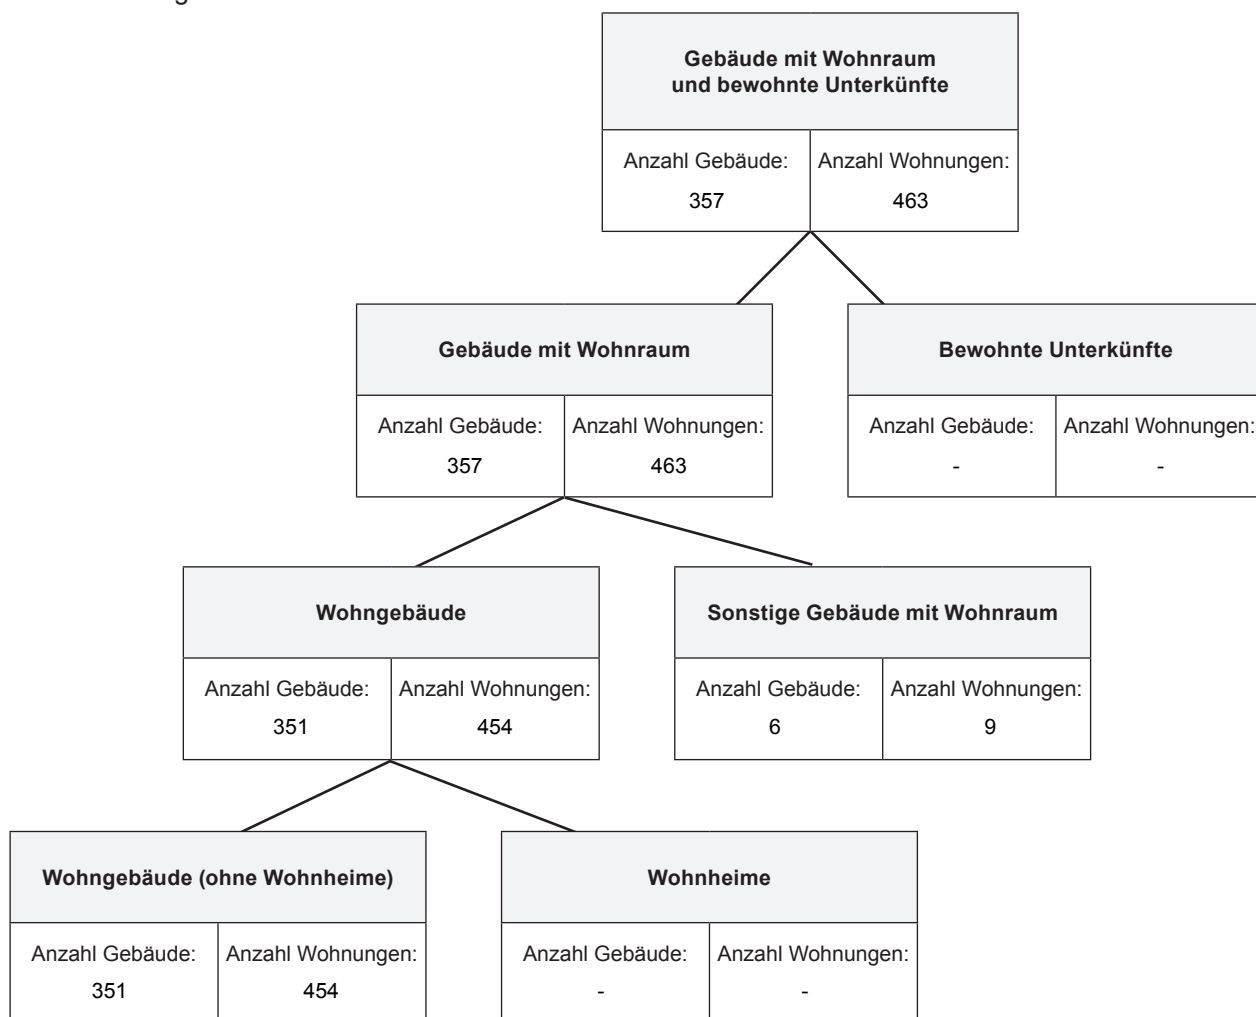 Gebäude mit Wohnraum
und bewohnte Unterkünfte
Anzahl Gebäude: Anzahl Wohnungen:
357 463
Gebäude mit Wohnraum Bewohnte Unterkünfte
Anzahl Gebäude: Anzahl Wohnungen: Anzahl Gebäude: Anzahl Wohnungen:
357 463 - -
Wohngebäude Sonstige Gebäude mit Wohnraum
Anzahl Gebäude: Anzahl Wohnungen: Anzahl Gebäude: Anzahl Wohnungen:
351 454 6 9
Wohngebäude (ohne Wohnheime) Wohnheime
Anzahl Gebäude: Anzahl Wohnungen: Anzahl Gebäude: Anzahl Wohnungen:
351 454 - -